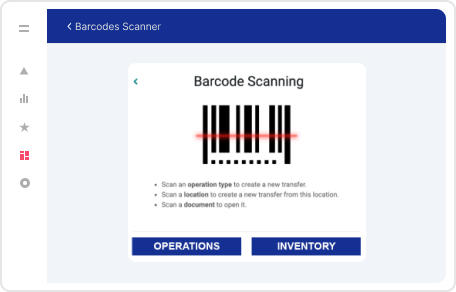 Barcodes Scanner
Barcode Scanning
Scan an operation type to create a new transfer.
Scan a location to create a new transfer from this location.
Scan a document to open it.
OPERATIONS
INVENTORY